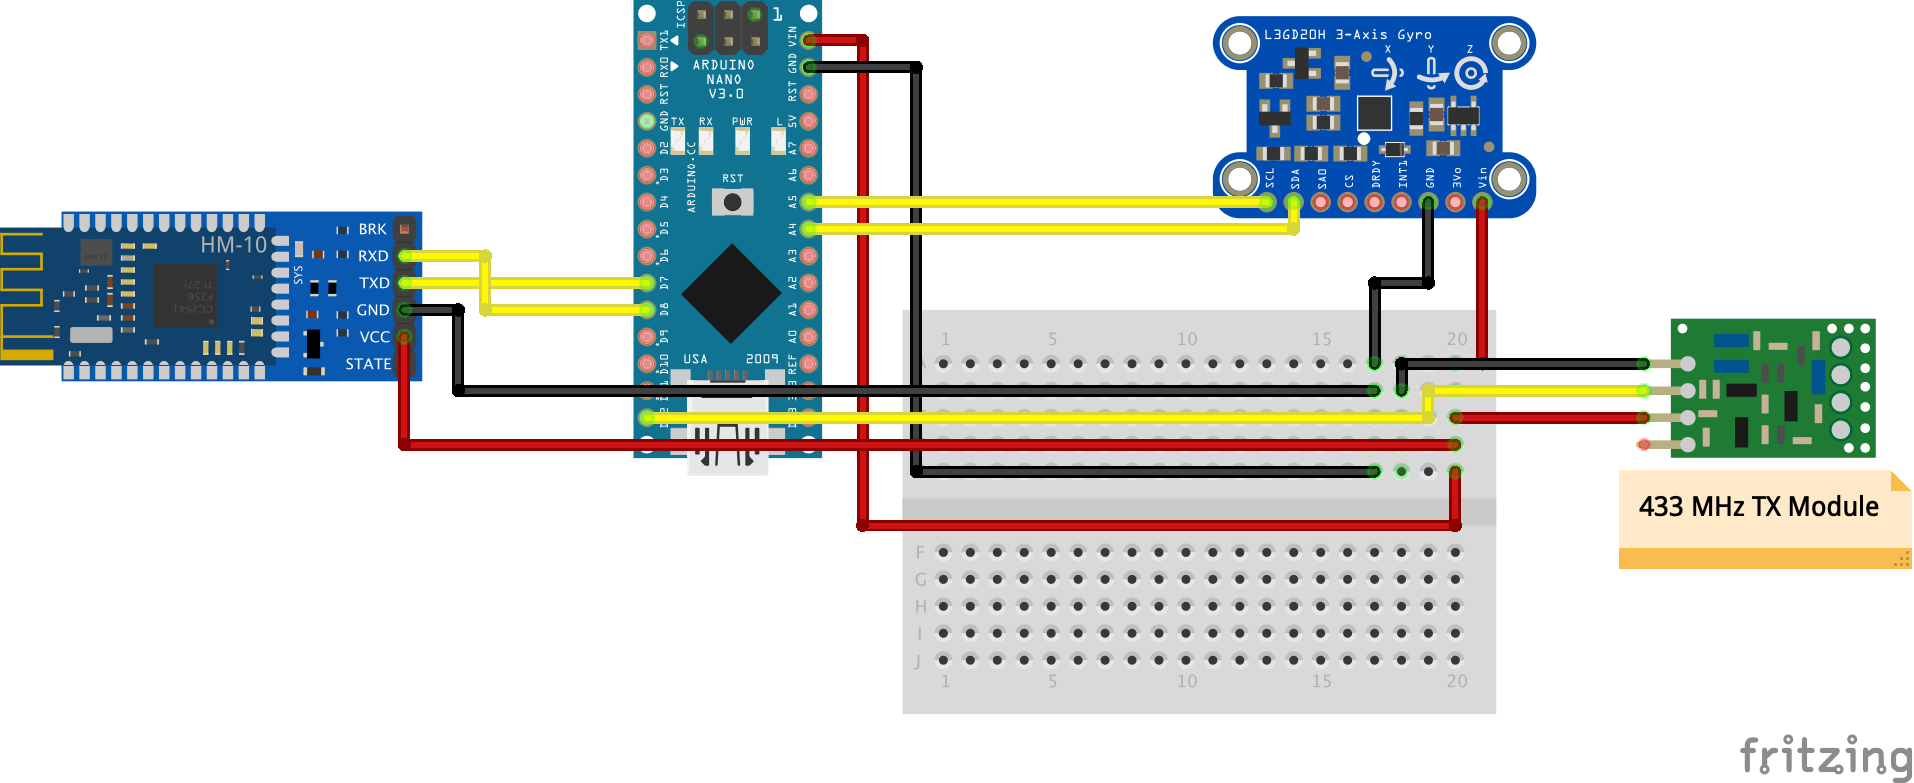 HM-10
SYS
BRK
RXD
TXD
GND
VCC
STATE
ICSP
1
TX1
RX0
RST
GND
D2
D3
D4
D5
D6
D7
D8
D9
D10
VIN
GND
RST
5V
A7
A6
A5
A4
A3
A2
A1
A0
REF
ARDUINO
NANO
V3.0
TX
RX
PWR
L
ARDUINO.CC
RST
USA
2009
L3GD20H 3-Axis Gyro
X
Y
Z
SCL
SDA
SA0
CS
DRDY
INT1
GND
3Vo
Vin
1
5
10
15
20
F
G
H
I
J
1
5
10
15
20
433 MHz TX Module
fritzing